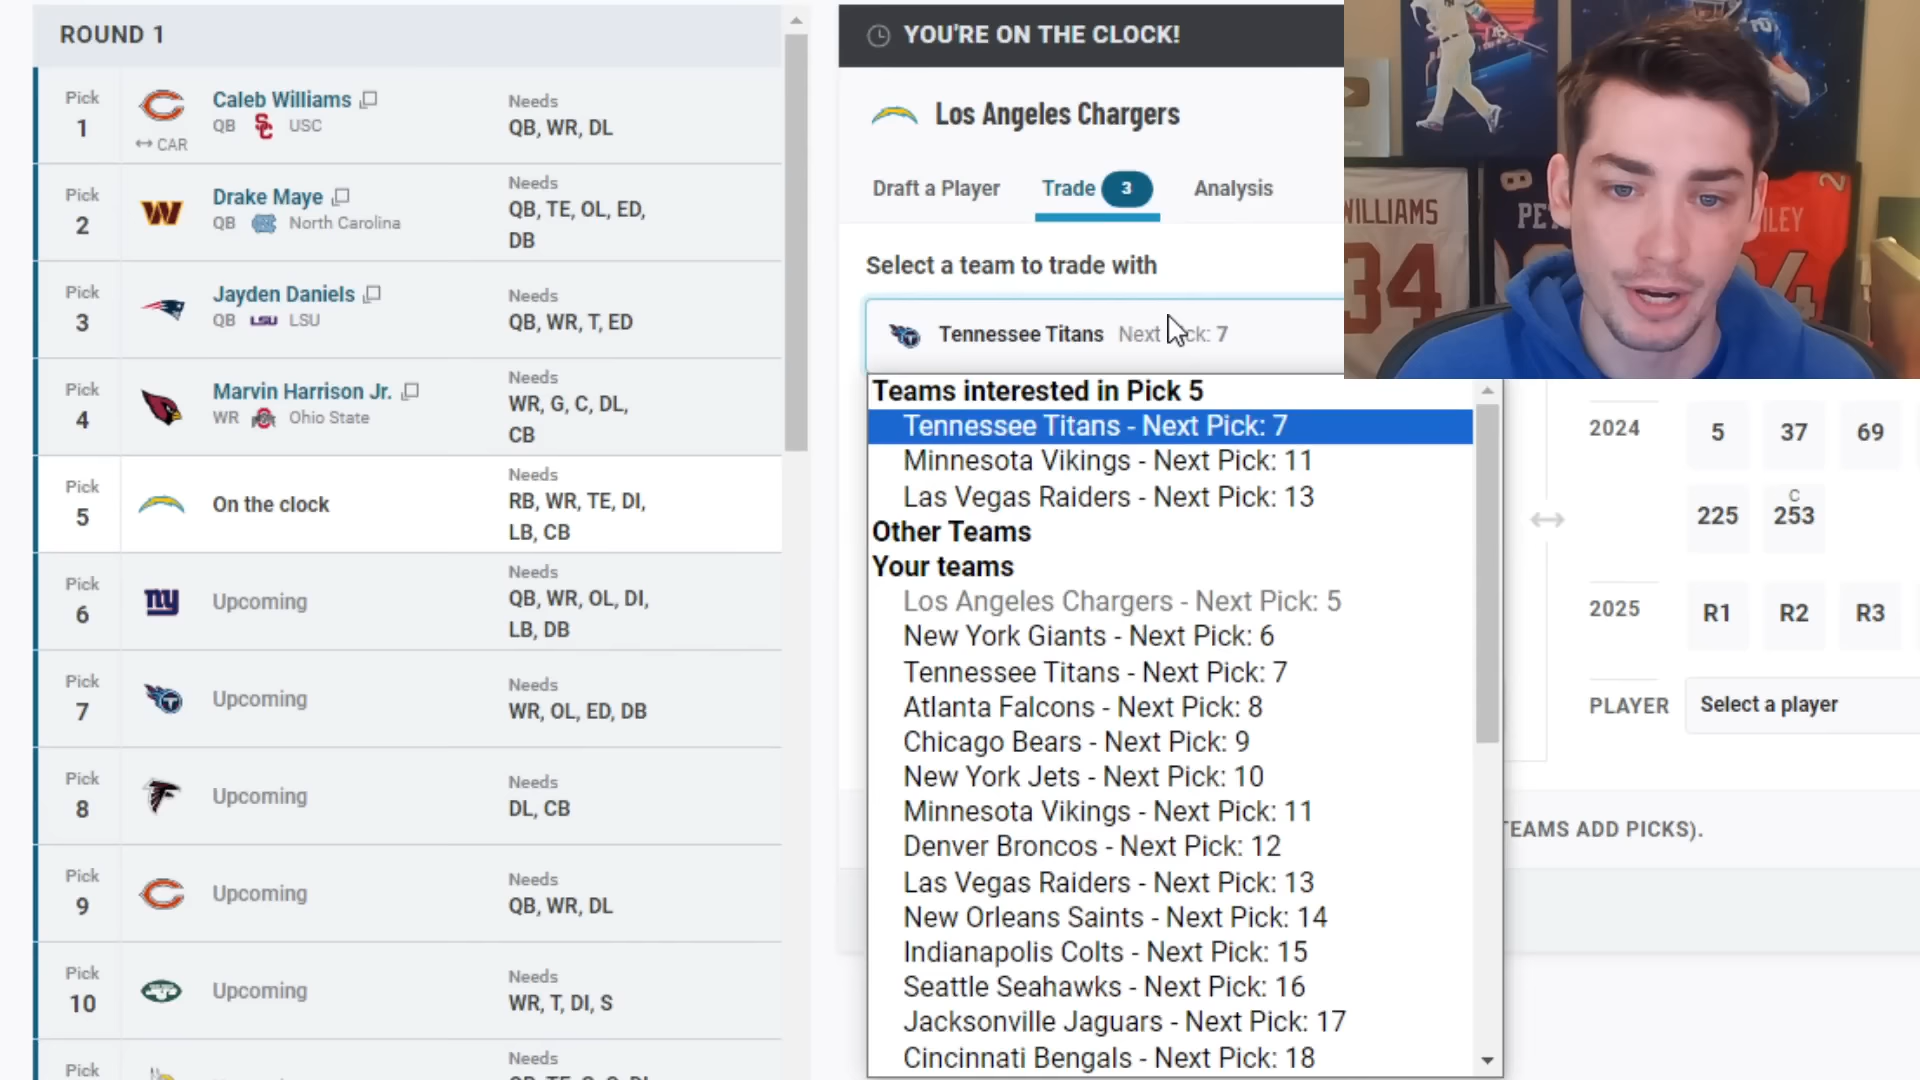 ROUND 1
Pick
1
CAR
Caleb Williams
QB USC
Needs
QB, WR, DL
Pick
2
Drake Maye
QB North Carolina
Needs
QB, TE, OL, ED,
DB
Pick
3
Jayden Daniels
QB LSU LSU
Needs
QB, WR, T, ED
Pick
4
Marvin Harrison Jr.
WR Ohio State
Needs
WR, G, C, DL,
CB
Pick
5
On the clock
Needs
RB, WR, TE, DI,
LB, CB
Pick
6
ny
Upcoming
Needs
QB, WR, OL, DI,
LB, DB
Pick
7
Upcoming
Needs
WR, OL, ED, DB
Pick
8
Upcoming
Needs
DL, CB
Pick
9
Upcoming
Needs
QB, WR, DL
Pick
10
Upcoming
Needs
WR, T, DI, S
Pick
Needs
YOU'RE ON THE CLOCK!
Los Angeles Chargers
Draft a Player Trade 3 Analysis
Select a team to trade with
Tennessee Titans Next Pick: 7
Teams interested in Pick 5
Tennessee Titans - Next Pick: 7
Minnesota Vikings - Next Pick: 11
Las Vegas Raiders - Next Pick: 13
Other Teams
Your teams
Los Angeles Chargers - Next Pick: 5
New York Giants - Next Pick: 6
Tennessee Titans - Next Pick: 7
Atlanta Falcons - Next Pick: 8
Chicago Bears - Next Pick: 9
New York Jets - Next Pick: 10
Minnesota Vikings - Next Pick: 11
Denver Broncos - Next Pick: 12
Las Vegas Raiders - Next Pick: 13
New Orleans Saints - Next Pick: 14
Indianapolis Colts - Next Pick: 15
Seattle Seahawks - Next Pick: 16
Jacksonville Jaguars - Next Pick: 17
Cincinnati Bengals - Next Pick: 18
WILLIAMS
34
PE
ILEY
4
2
2024 5 37 69
225 C 253
2025 R1 R2 R3
PLAYER Select a player
TEAMS ADD PICKS).